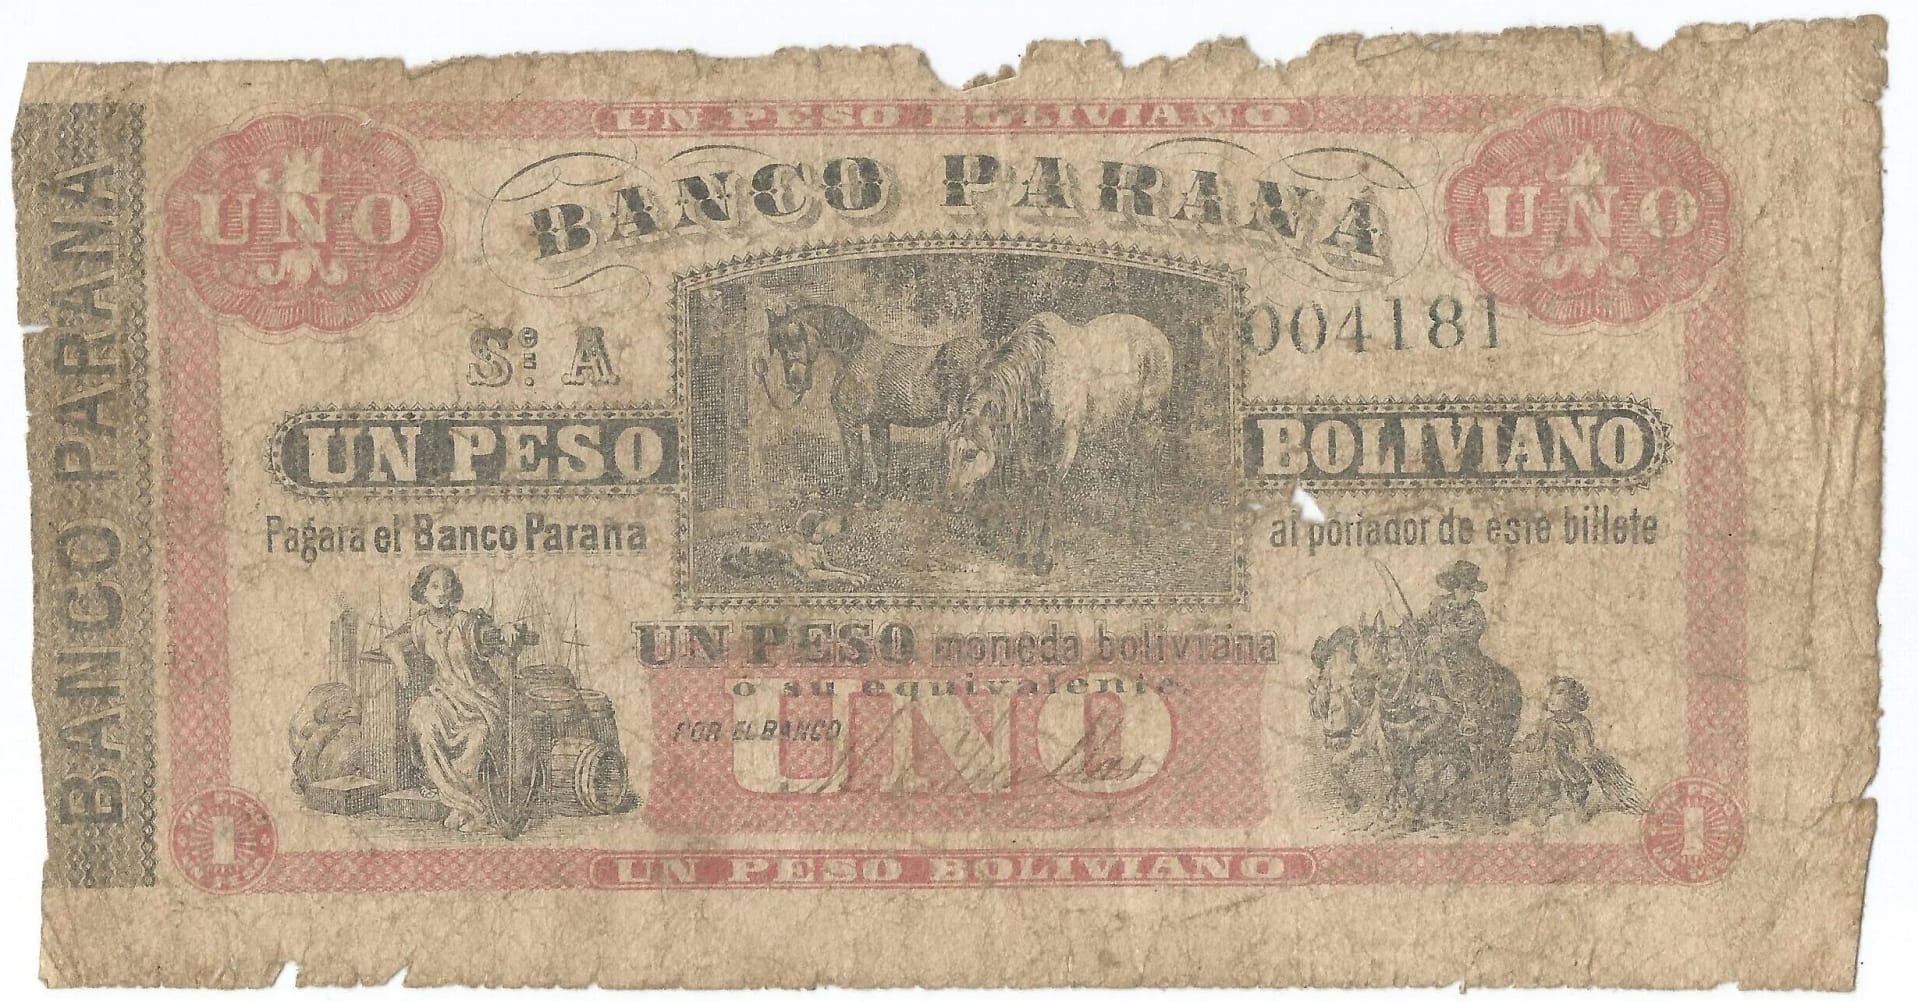 UN PESO BOLIVIANO
UNO
UNO
BANCO PARANÁ
BANCO PARANA
Sᵉ: A
004181
UN PESO BOLIVIANO
Pagara el Banco Parana al portador de este billete
UN PESO moneda boliviana
o su equivalente.
UNO
POR EL BANCO
1
1
UN PESO BOLIVIANO